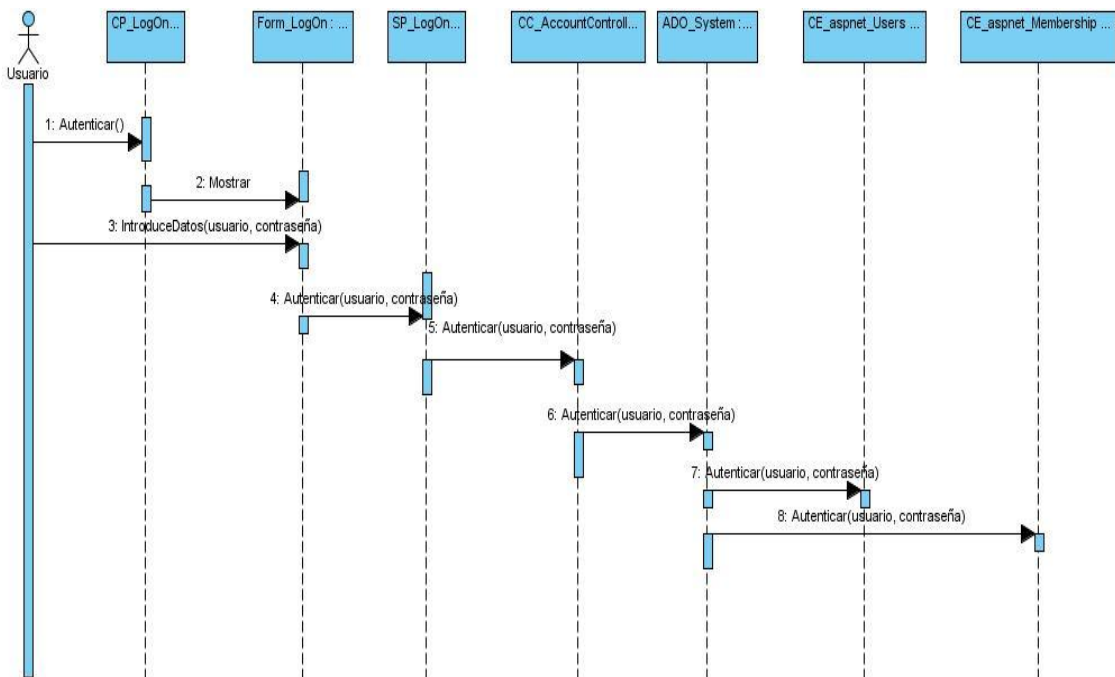 CP_LogOn...
Form_LogOn : ...
SP_LogOn...
CC_AccountControll...
ADO_System :...
CE_aspnet_Users ...
CE_aspnet_Membership ...
Usuario
1: Autenticar()
2: Mostrar
3: IntroduceDatos(usuario, contraseña)
4: Autenticar(usuario, contraseña)
5: Autenticar(usuario, contraseña)
6: Autenticar(usuario, contraseña)
7: Autenticar(usuario, contraseña)
8: Autenticar(usuario, contraseña)